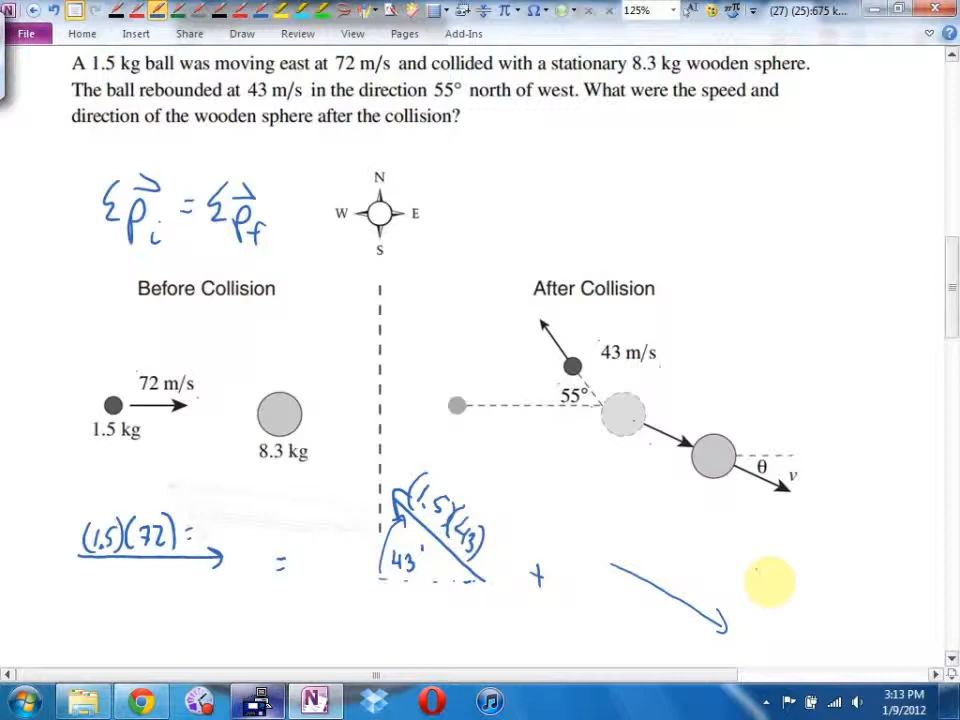 125%
(27) (25):675 k...
File Home Insert Share Draw Review View Pages Add-Ins
A 1.5 kg ball was moving east at 72 m/s and collided with a stationary 8.3 kg wooden sphere.
The ball rebounded at 43 m/s in the direction 55° north of west. What were the speed and
direction of the wooden sphere after the collision?
Σp⃗i = Σp⃗f
N
W E
S
Before Collision
After Collision
72 m/s
1.5 kg
8.3 kg
43 m/s
55°
θ
v
(1.5)(72) =
(1.5)(43)
43°
=
+
3:13 PM
1/9/2012